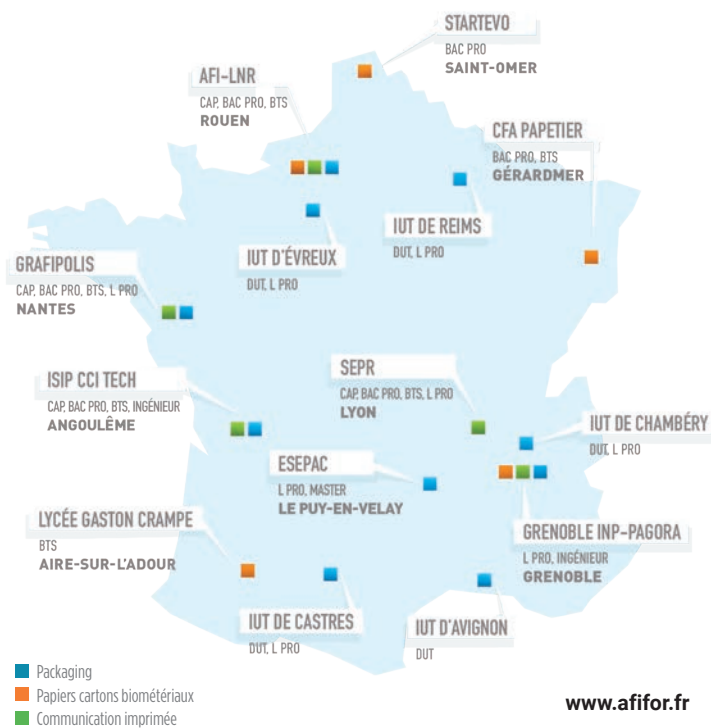 STARTEVO
BAC PRO
SAINT-OMER
AFI-LNR
CAP, BAC PRO, BTS
ROUEN
CFA PAPETIER
BAC PRO, BTS
GÉRARDMER
IUT DE REIMS
DUT, L PRO
IUT D'ÉVREUX
DUT, L PRO
GRAFIPOLIS
CAP, BAC PRO, BTS, L PRO
NANTES
ISIP CCI TECH
CAP, BAC PRO, BTS, INGÉNIEUR
ANGOULÊME
SEPR
CAP, BAC PRO, BTS, L PRO
LYON
IUT DE CHAMBÉRY
DUT, L PRO
ESEPAC
L PRO, MASTER
LE PUY-EN-VELAY
LYCÉE GASTON CRAMPE
BTS
AIRE-SUR-L'ADOUR
GRENOBLE INP-PAGORA
L PRO, INGÉNIEUR
GRENOBLE
IUT DE CASTRES
DUT, L PRO
IUT D'AVIGNON
DUT
Packaging
Papiers cartons biométériaux
Communication imprimée
www.afifor.fr